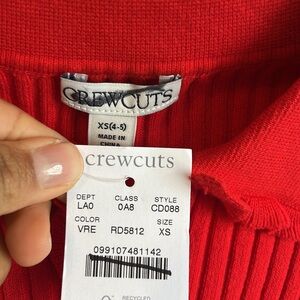 CREWCUTS
XS(4-5)
MADE IN
CHINA
crewcuts
DEPT CLASS STYLE
LA0 0A8 CD088
COLOR SIZE
VRE RD5812 XS
099107481142
RECYCLED